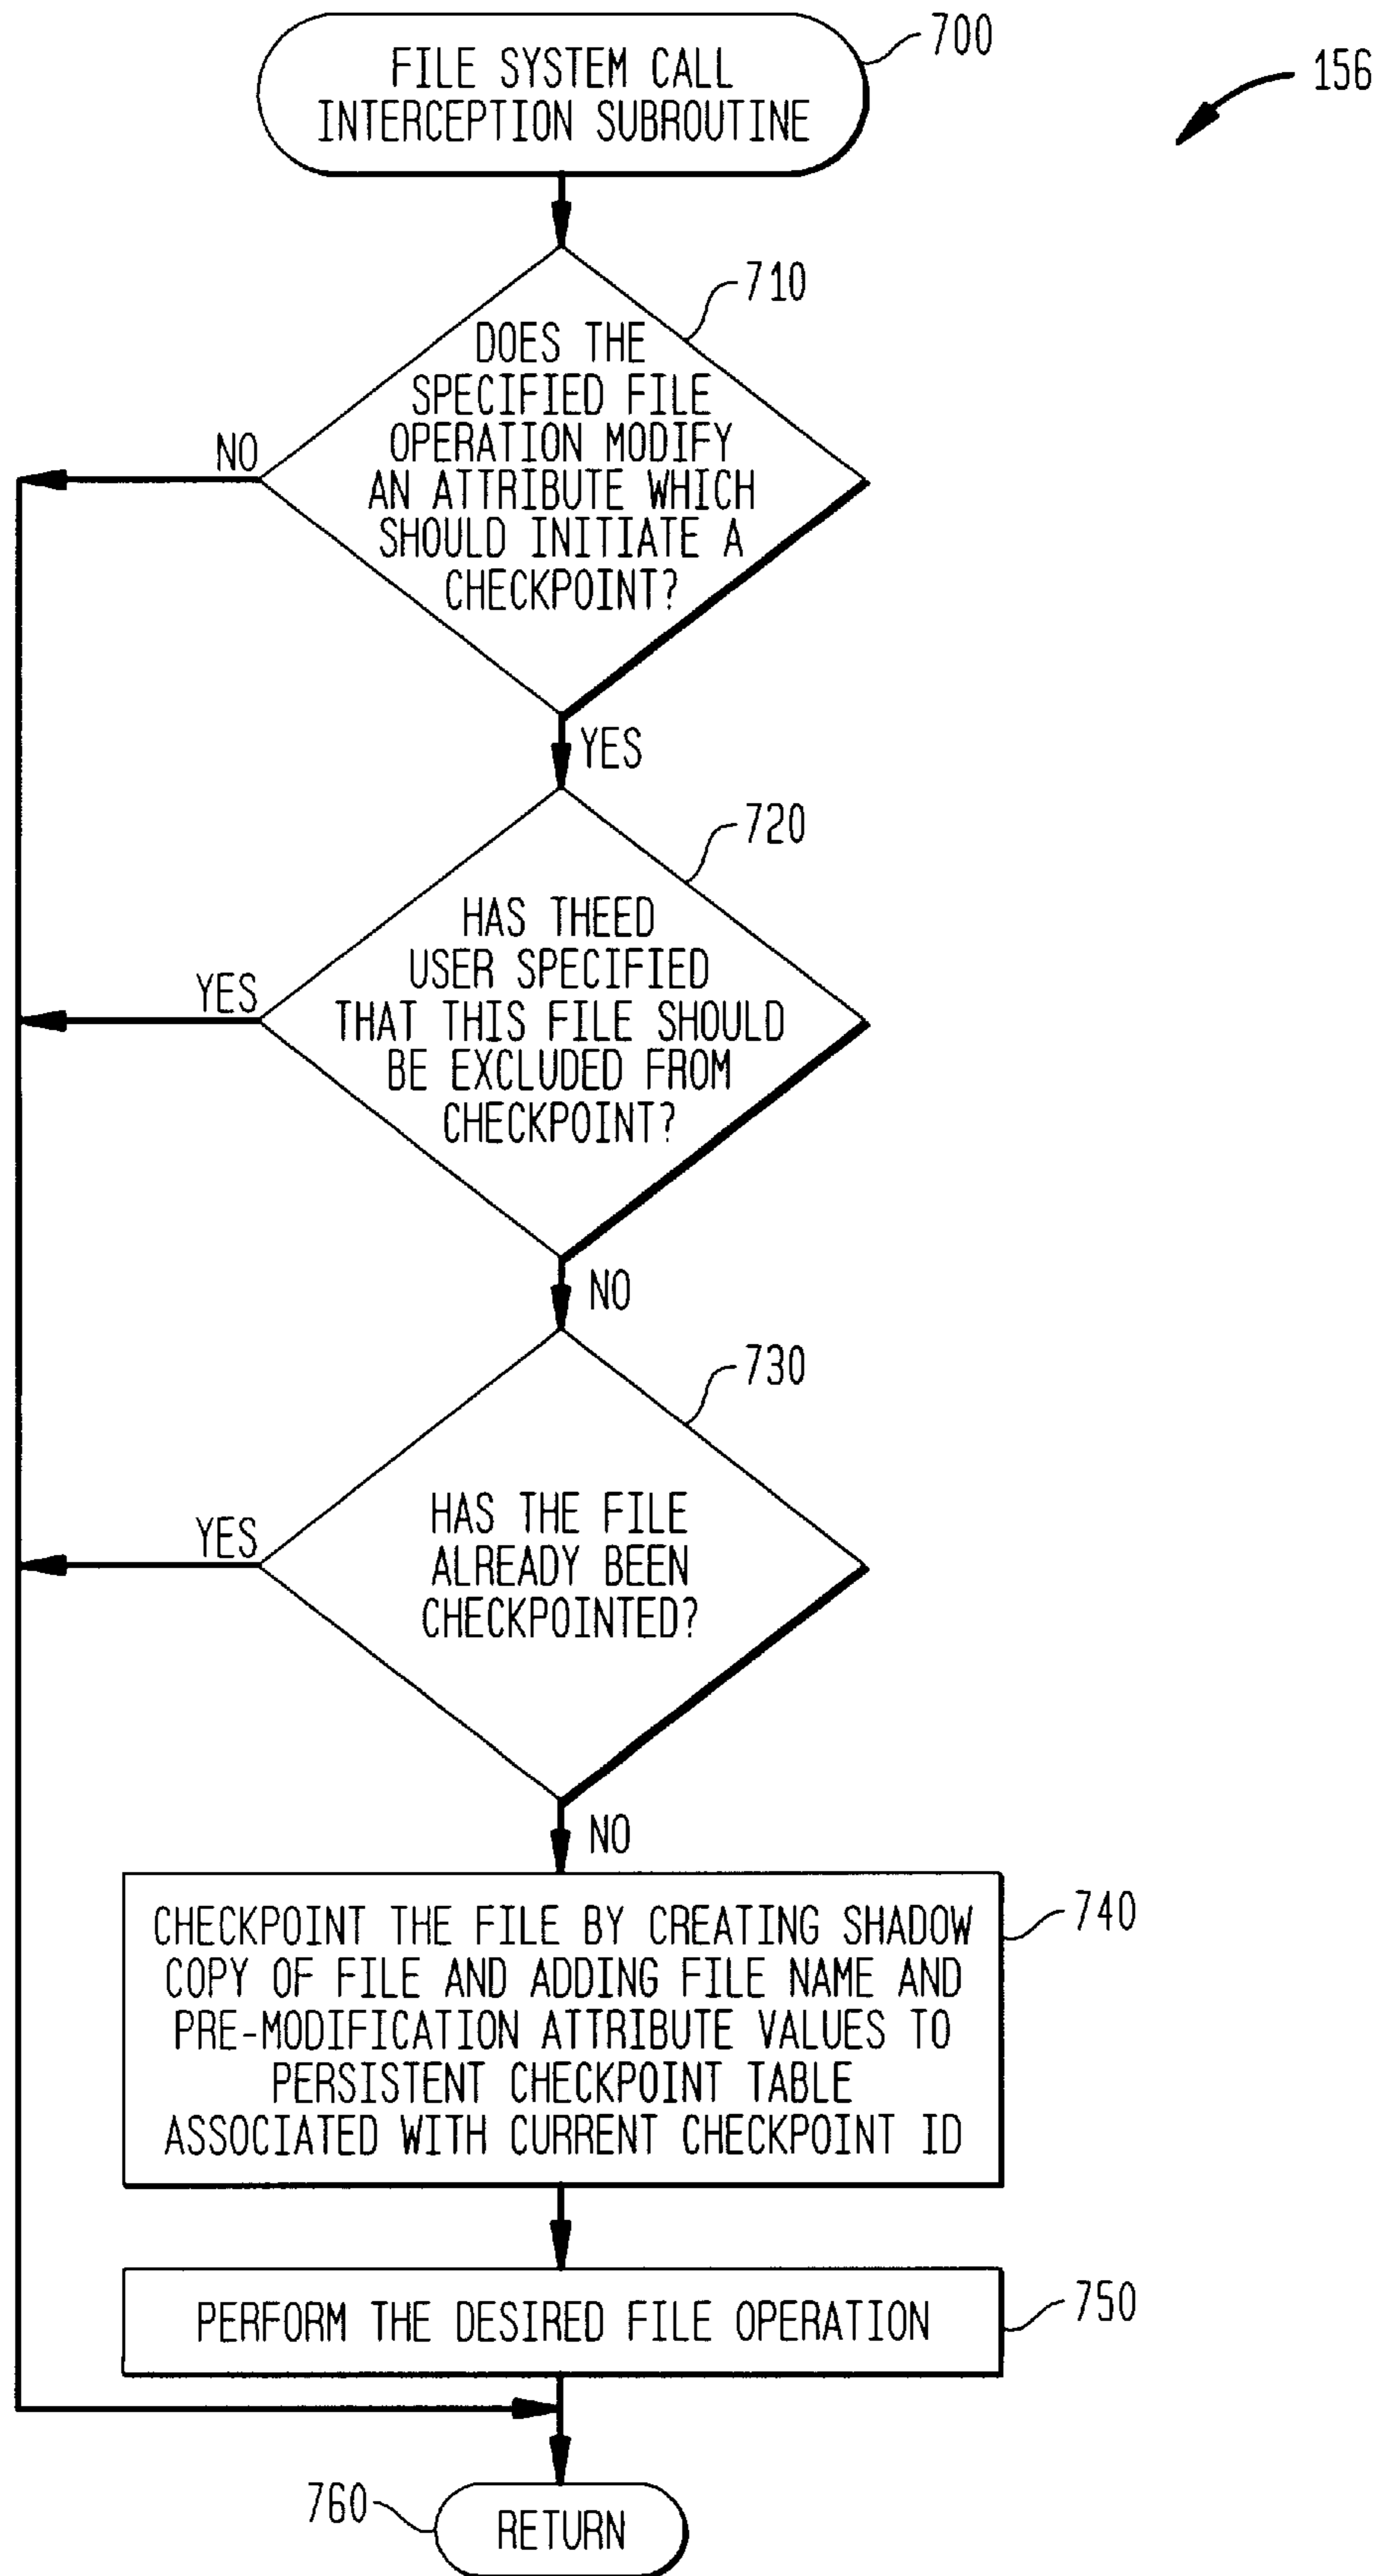 FILE SYSTEM CALL
INTERCEPTION SUBROUTINE
700
156
710
DOES THE
SPECIFIED FILE
OPERATION MODIFY
AN ATTRIBUTE WHICH
SHOULD INITIATE A
CHECKPOINT?
NO
YES
720
HAS THEED
USER SPECIFIED
THAT THIS FILE SHOULD
BE EXCLUDED FROM
CHECKPOINT?
YES
NO
730
HAS THE FILE
ALREADY BEEN
CHECKPOINTED?
YES
NO
740
CHECKPOINT THE FILE BY CREATING SHADOW
COPY OF FILE AND ADDING FILE NAME AND
PRE-MODIFICATION ATTRIBUTE VALUES TO
PERSISTENT CHECKPOINT TABLE
ASSOCIATED WITH CURRENT CHECKPOINT ID
PERFORM THE DESIRED FILE OPERATION
750
760
RETURN